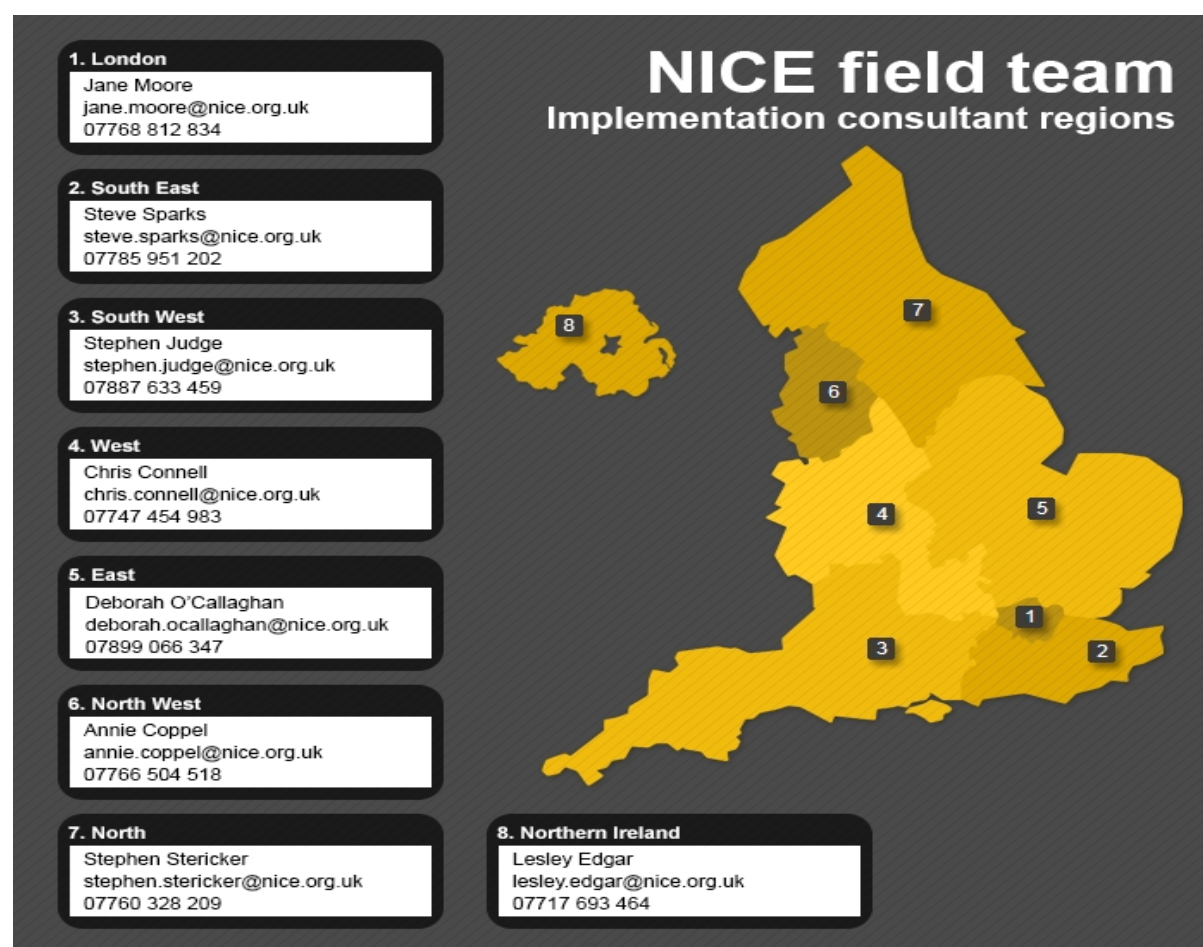 NICE field team
Implementation consultant regions
1. London
Jane Moore
jane.moore@nice.org.uk
07768 812 834
2. South East
Steve Sparks
steve.sparks@nice.org.uk
07785 951 202
3. South West
Stephen Judge
stephen.judge@nice.org.uk
07887 633 459
4. West
Chris Connell
chris.connell@nice.org.uk
07747 454 983
5. East
Deborah O'Callaghan
deborah.ocallaghan@nice.org.uk
07899 066 347
6. North West
Annie Coppel
annie.coppel@nice.org.uk
07766 504 518
7. North
Stephen Stericker
stephen.stericker@nice.org.uk
07760 328 209
8. Northern Ireland
Lesley Edgar
lesley.edgar@nice.org.uk
07717 693 464
7
8
6
4
5
1
3
2